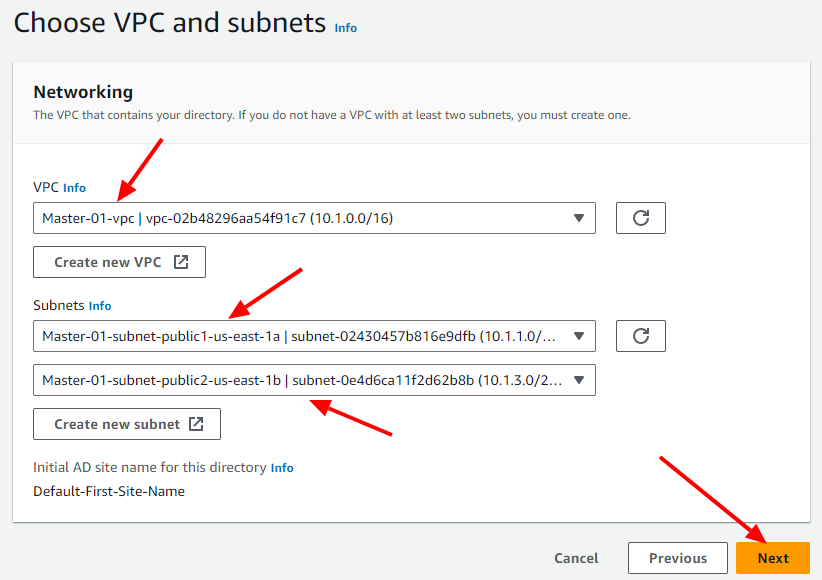 Choose VPC and subnets Info
Networking
The VPC that contains your directory. If you do not have a VPC with at least two subnets, you must create one.
VPC Info
Master-01-vpc | vpc-02b48296aa54f91c7 (10.1.0.0/16)
Create new VPC
Subnets Info
Master-01-subnet-public1-us-east-1a | subnet-02430457b816e9dfb (10.1.1.0/...
Master-01-subnet-public2-us-east-1b | subnet-0e4d6ca11f2d62b8b (10.1.3.0/2...
Create new subnet
Initial AD site name for this directory Info
Default-First-Site-Name
Cancel Previous Next